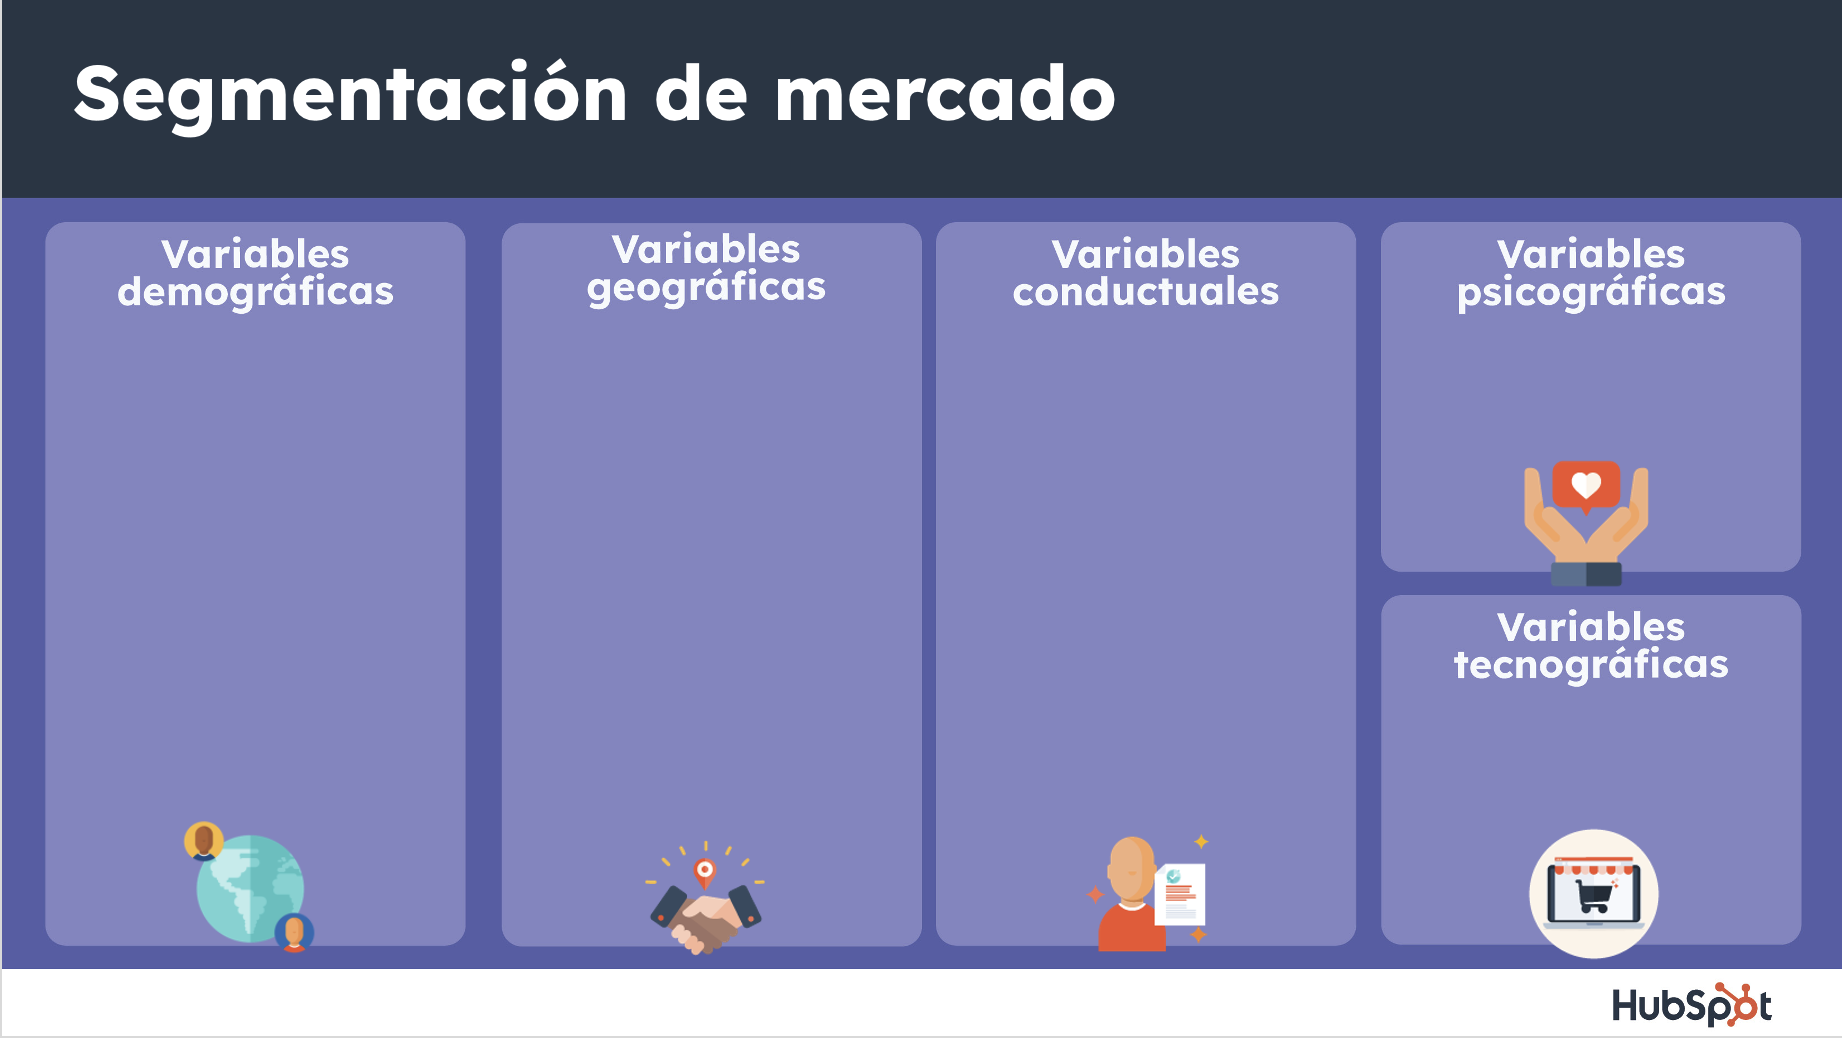 Segmentación de mercado
Variables
demográficas
Variables
geográficas
Variables
conductuales
Variables
psicográficas
Variables
tecnográficas
HubSpot